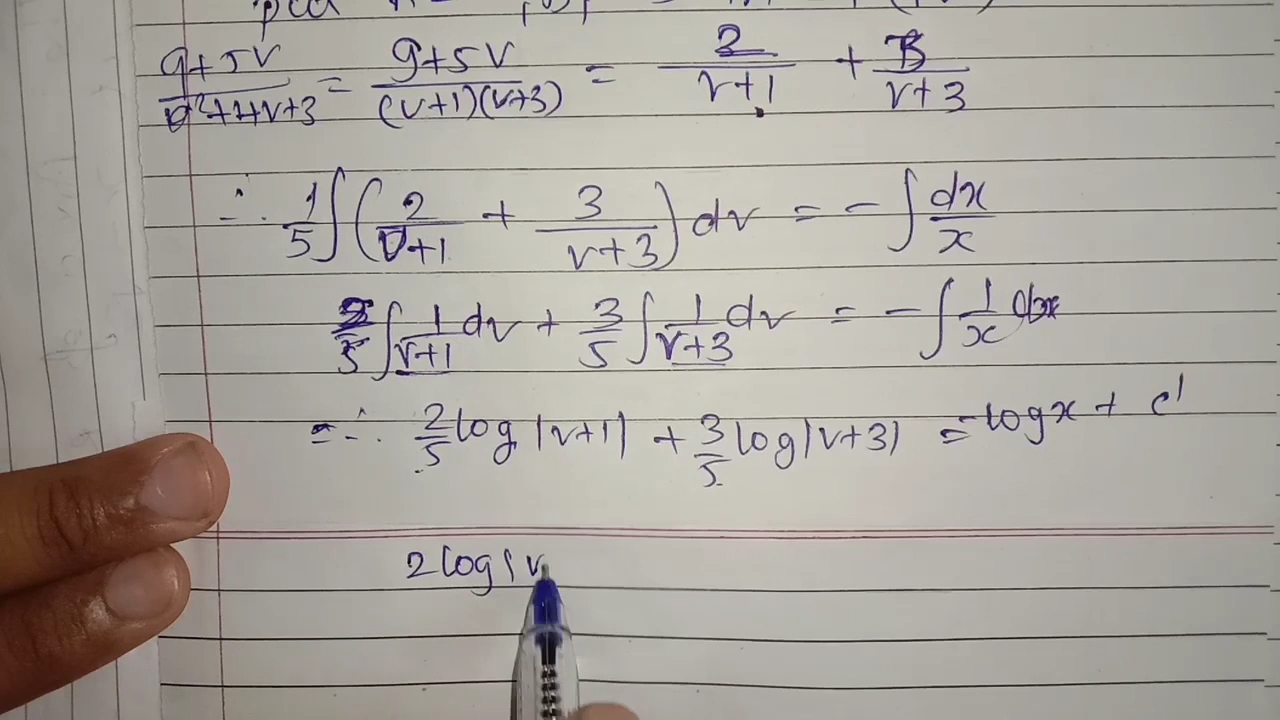 9+5v/v²+4v+3 = 9+5v/(v+1)(v+3) = 2/v+1 + 3/v+3
∴ 1/5 ∫(2/v+1 + 3/v+3) dv = - ∫ dx/x
2/5 ∫ 1/v+1 dv + 3/5 ∫ 1/v+3 dv = - ∫ 1/x dx
= ∴ 2/5 log |v+1| + 3/5 log|v+3| = -logx + c'
2 log | v